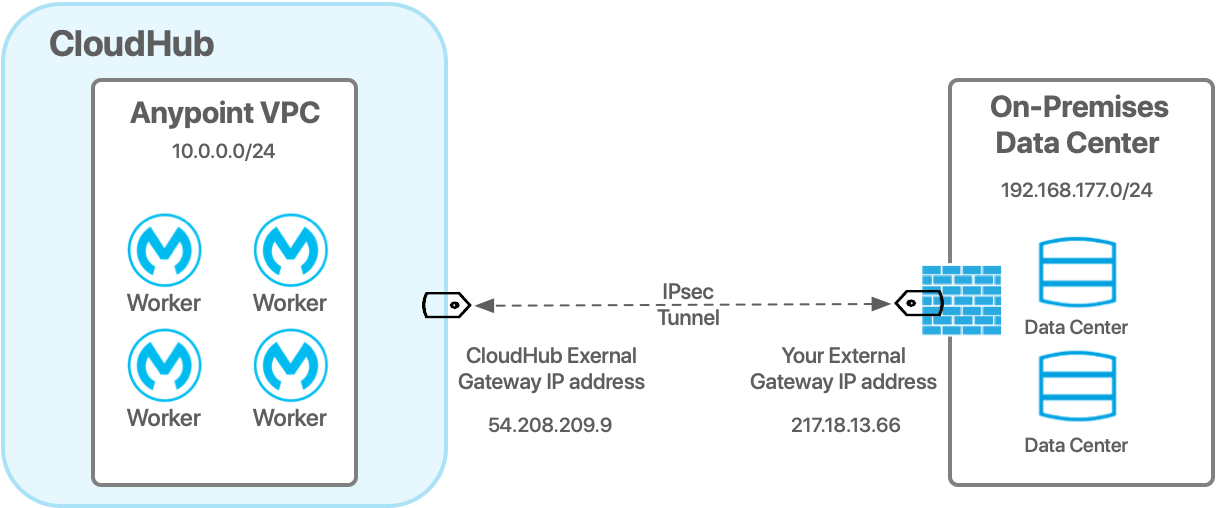 CloudHub
Anypoint VPC
10.0.0.0/24
Worker
Worker
Worker
Worker
IPsec
Tunnel
CloudHub Exernal
Gateway IP address
54.208.209.9
Your External
Gateway IP address
217.18.13.66
On-Premises
Data Center
192.168.177.0/24
Data Center
Data Center